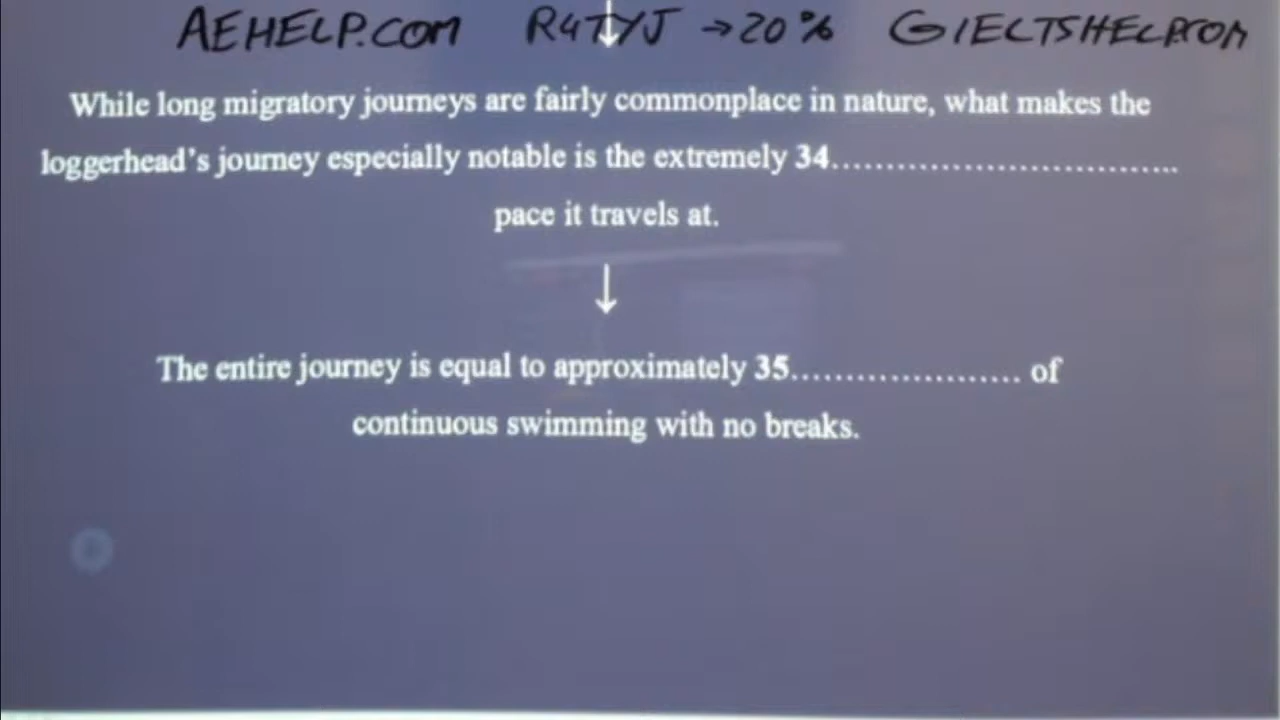 AEHELP.COM R4TYJ → 20% GIELTSHELP.COM
While long migratory journeys are fairly commonplace in nature, what makes the
loggerhead's journey especially notable is the extremely 34....................................
pace it travels at.
The entire journey is equal to approximately 35..................... of
continuous swimming with no breaks.